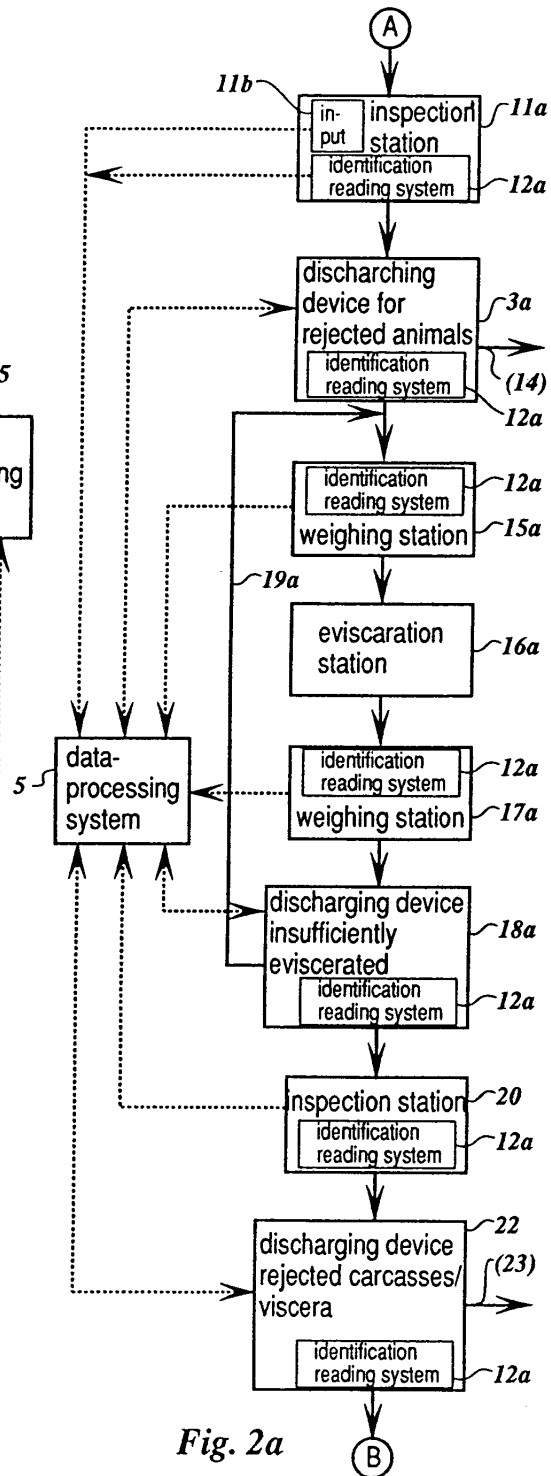 A
11b
in-
put
inspection
station
11a
identification
reading system
12a
discharching
device for
rejected animals
3a
identification
reading system
(14)
12a
5
ng
identification
reading system
12a
weighing station
15a
19a
eviscaration
station
16a
5
data-
processing
system
identification
reading system
12a
weighing station
17a
discharging device
insufficiently
eviscerated
18a
identification
reading system
12a
inspection station
20
identification
reading system
12a
22
discharging device
rejected carcasses/
viscera
(23)
identification
reading system
12a
Fig. 2a
B